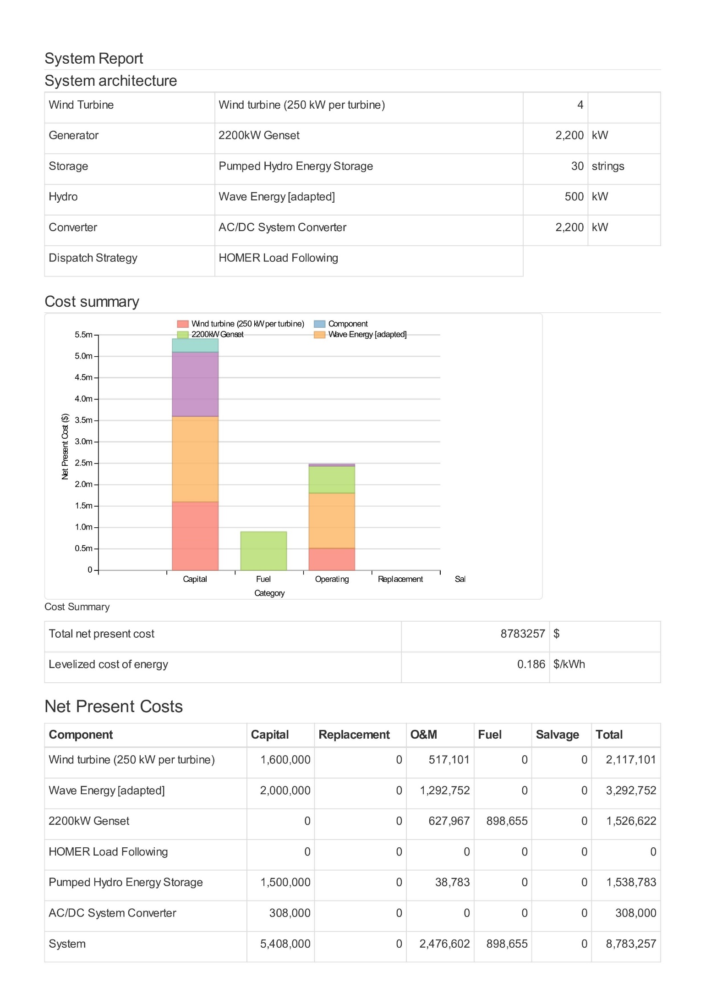 System Report
System architecture
Wind Turbine Wind turbine (250 kW per turbine) 4
Generator 2200kW Genset 2,200 kW
Storage Pumped Hydro Energy Storage 30 strings
Hydro Wave Energy [adapted] 500 kW
Converter AC/DC System Converter 2,200 kW
Dispatch Strategy HOMER Load Following
Cost summary
Wind turbine (250 kW per turbine) Component
2200kW Genset Wave Energy [adapted]
5.5m
5.0m
4.5m
4.0m
3.5m
3.0m
2.5m
2.0m
1.5m
1.0m
0.5m
0
Net Present Cost ($)
Capital Fuel Operating Replacement Sal
Category
Cost Summary
Total net present cost 8783257 $
Levelized cost of energy 0.186 $/kWh
Net Present Costs
Component Capital Replacement O&M Fuel Salvage Total
Wind turbine (250 kW per turbine) 1,600,000 0 517,101 0 0 2,117,101
Wave Energy [adapted] 2,000,000 0 1,292,752 0 0 3,292,752
2200kW Genset 0 0 627,967 898,655 0 1,526,622
HOMER Load Following 0 0 0 0 0 0
Pumped Hydro Energy Storage 1,500,000 0 38,783 0 0 1,538,783
AC/DC System Converter 308,000 0 0 0 0 308,000
System 5,408,000 0 2,476,602 898,655 0 8,783,257